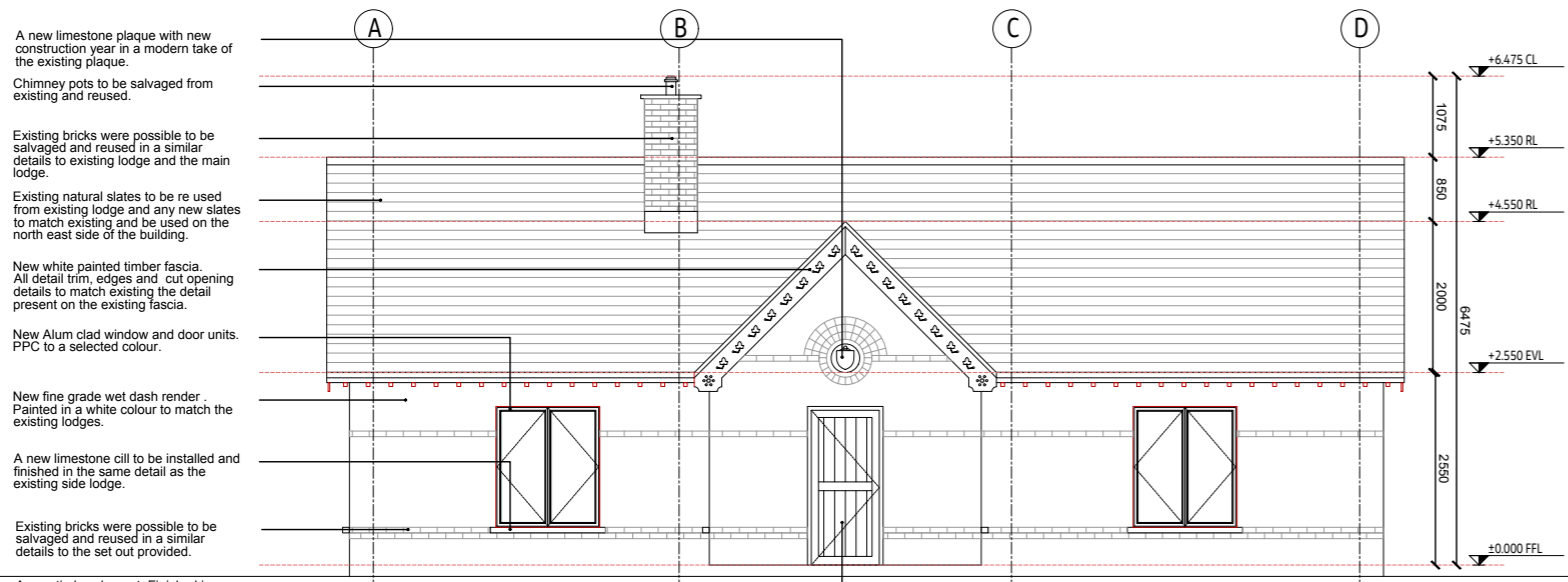 A new limestone plaque with new
construction year in a modern take of
the existing plaque.
Chimney pots to be salvaged from
existing and reused.
Existing bricks were possible to be
salvaged and reused in a similar
details to existing lodge and the main
lodge.
Existing natural slates to be re used
from existing lodge and any new slates
to match existing and be used on the
north east side of the building.
New white painted timber fascia.
All detail trim, edges and cut opening
details to match existing the detail
present on the existing fascia.
New Alum clad window and door units.
PPC to a selected colour.
New fine grade wet dash render .
Painted in a white colour to match the
existing lodges.
A new limestone cill to be installed and
finished in the same detail as the
existing side lodge.
Existing bricks were possible to be
salvaged and reused in a similar
details to the set out provided.
A
B
C
D
+6.475 CL
+5.350 RL
+4.550 RL
+2.550 EVL
±0.000 FFL
1075
850
2000
2550
6475